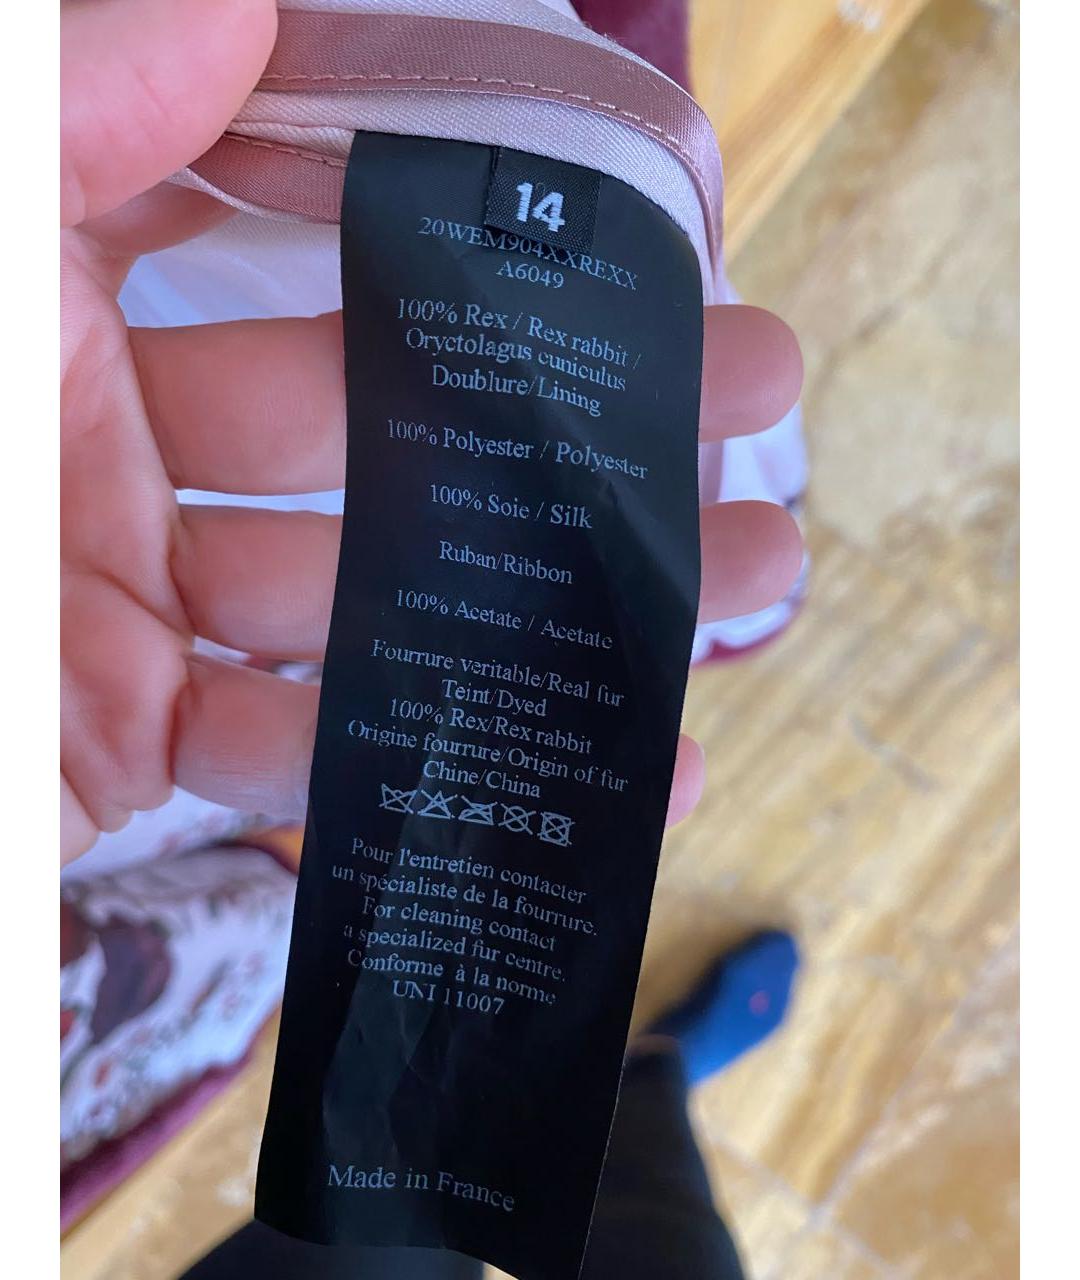 14
20WEM904XXREXX
A6049
100% Rex / Rex rabbit /
Oryctolagus cuniculus
Doublure/Lining
100% Polyester / Polyester
100% Soie / Silk
Ruban/Ribbon
100% Acetate / Acetate
Fourrure veritable/Real fur
Teint/Dyed
100% Rex/Rex rabbit
Origine fourrure/Origin of fur
Chine/China
Pour l'entretien contacter
un spécialiste de la fourrure.
For cleaning contact
a specialized fur centre.
Conforme à la norme
UNI 11007
Made in France